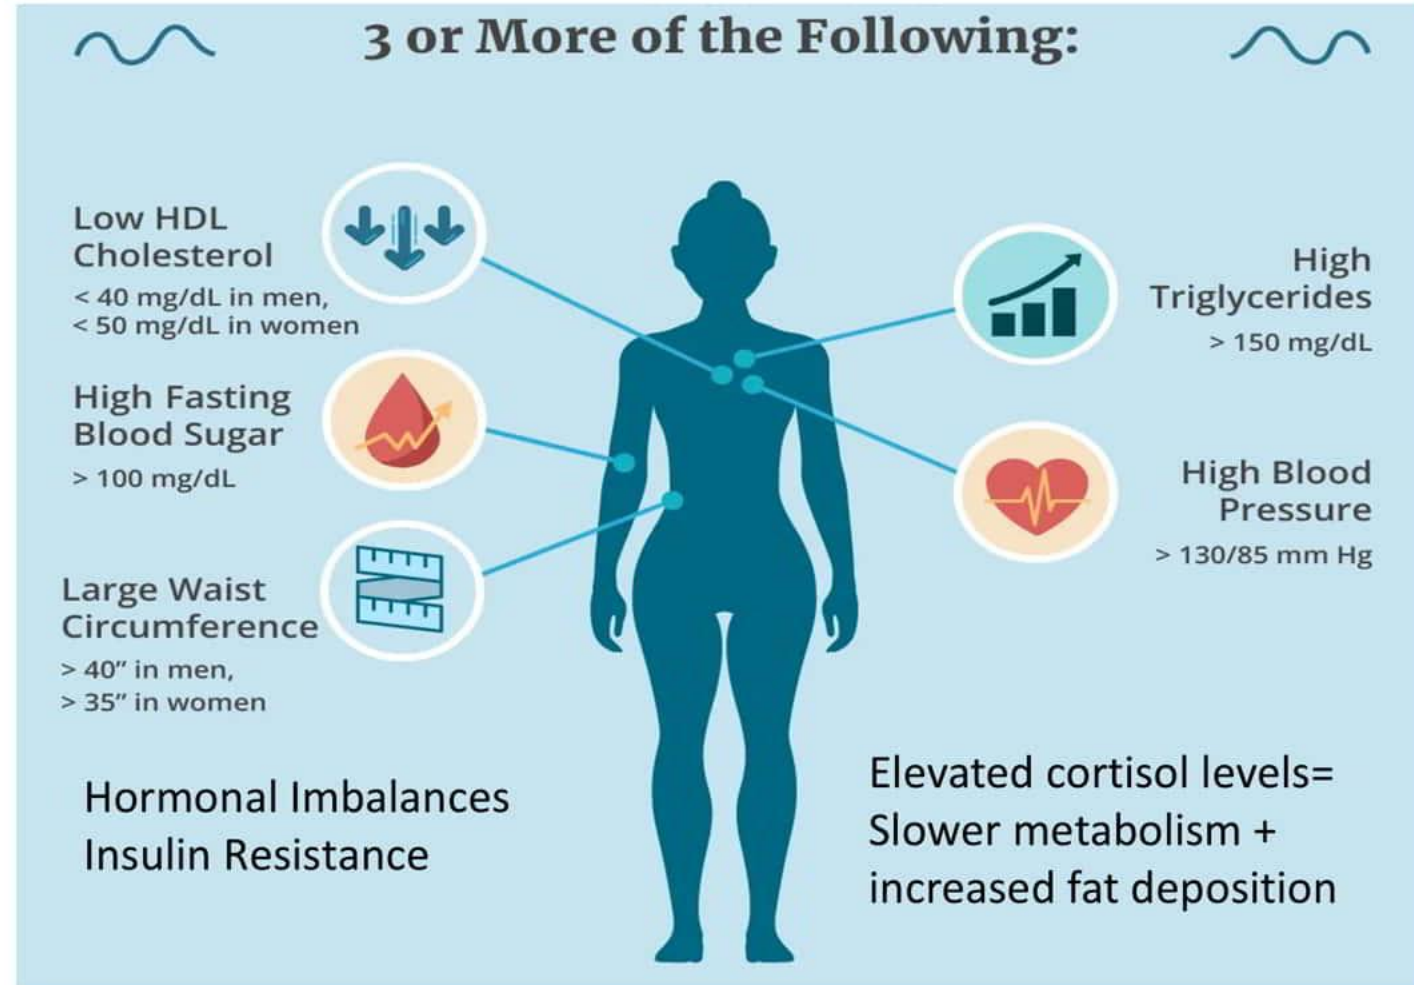 3 or More of the Following:
Low HDL
Cholesterol
< 40 mg/dL in men,
< 50 mg/dL in women
High Fasting
Blood Sugar
> 100 mg/dL
Large Waist
Circumference
> 40” in men,
> 35” in women
High
Triglycerides
> 150 mg/dL
High Blood
Pressure
> 130/85 mm Hg
Hormonal Imbalances
Insulin Resistance
Elevated cortisol levels=
Slower metabolism +
increased fat deposition